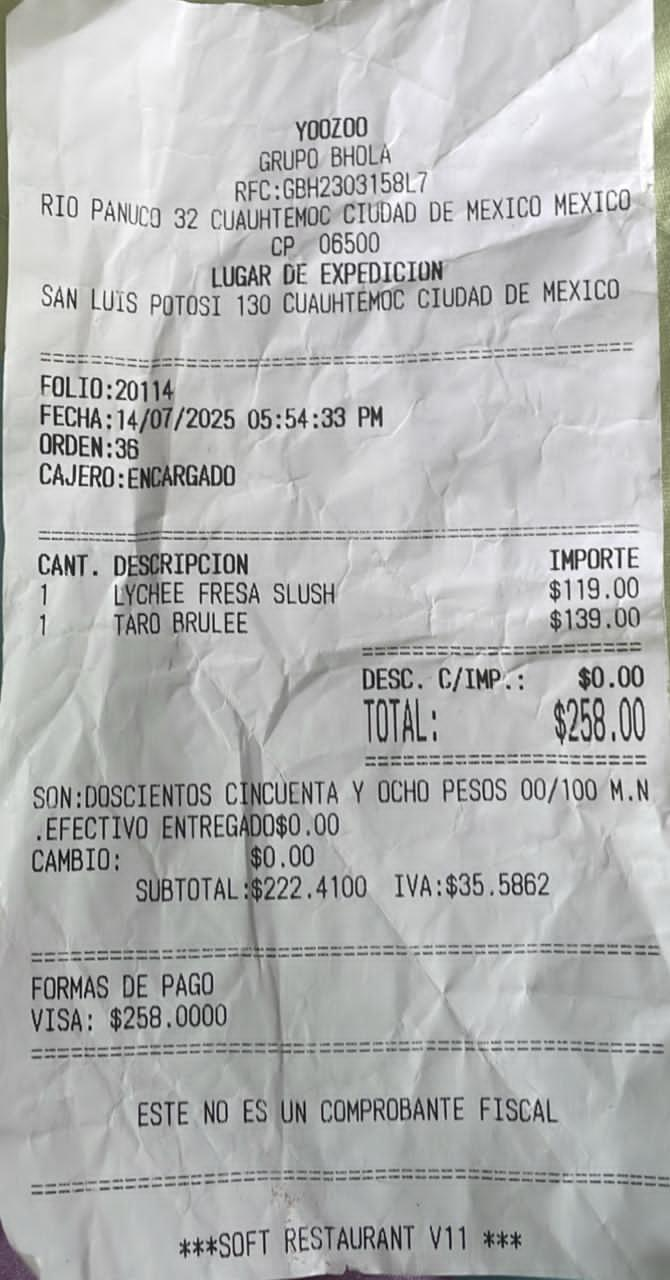 YOOZOO
GRUPO BHOLA
RFC:GBH2303158L7
RIO PANUCO 32 CUAUHTEMOC CIUDAD DE MEXICO MEXICO
CP 06500
LUGAR DE EXPEDICION
SAN LUIS POTOSI 130 CUAUHTEMOC CIUDAD DE MEXICO
FOLIO:20114
FECHA:14/07/2025 05:54:33 PM
ORDEN:36
CAJERO:ENCARGADO
CANT. DESCRIPCION IMPORTE
1 LYCHEE FRESA SLUSH $119.00
1 TARO BRULEE $139.00
DESC. C/IMP.: $0.00
TOTAL: $258.00
SON:DOSCIENTOS CINCUENTA Y OCHO PESOS 00/100 M.N
.EFECTIVO ENTREGADO$0.00
CAMBIO: $0.00
SUBTOTAL:$222.4100 IVA:$35.5862
FORMAS DE PAGO
VISA: $258.0000
ESTE NO ES UN COMPROBANTE FISCAL
***SOFT RESTAURANT V11 ***